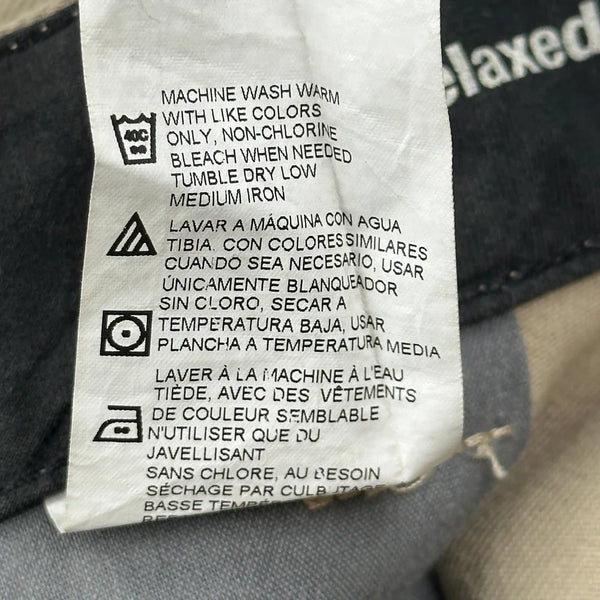 elaxed
MACHINE WASH WARM
WITH LIKE COLORS
ONLY, NON-CHLORINE
BLEACH WHEN NEEDED
TUMBLE DRY LOW
MEDIUM IRON
40C
LAVAR A MÁQUINA CON AGUA
TIBIA. CON COLORES SIMILARES
CUANDO SEA NECESARIO, USAR
ÚNICAMENTE BLANQUEADOR
SIN CLORO, SECAR A
TEMPERATURA BAJA, USAR
PLANCHA A TEMPERATURA MEDIA
LAVER À LA MACHINE À L'EAU
TIÈDE, AVEC DES VÊTEMENTS
DE COULEUR SEMBLABLE
N'UTILISER QUE DU
JAVELLISANT
SANS CHLORE, AU BESOIN
SÉCHAGE PAR CULBUTAGE
BASSE